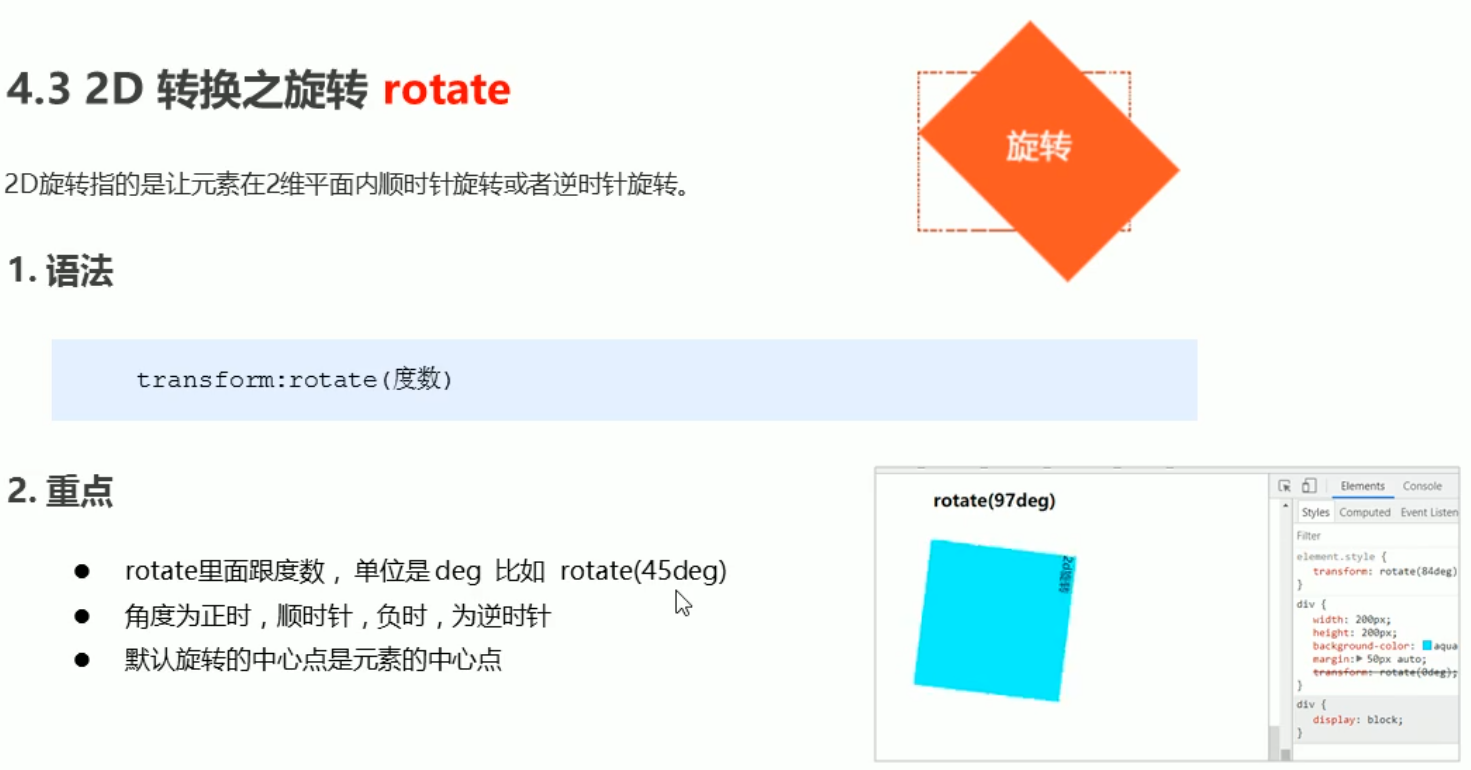 4.3 2D 转换之旋转 rotate
旋转
2D旋转指的是让元素在2维平面内顺时针旋转或者逆时针旋转。
1. 语法
transform:rotate(度数)
2. 重点
rotate里面跟度数，单位是 deg 比如 rotate(45deg)
角度为正时，顺时针，负时，为逆时针
默认旋转的中心点是元素的中心点
rotate(97deg)
2d旋转
Elements Console
Styles Computed Event Listen
Filter
element.style {
transform: rotate(84deg)
}
div {
width: 200px;
height: 200px;
background-color: aqua
margin: 50px auto;
transform: rotate(0deg);
}
div {
display: block;
}